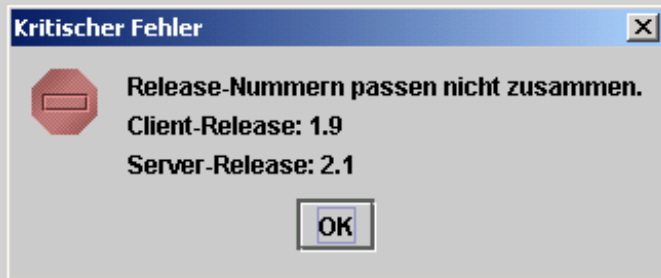 Kritischer Fehler
Release-Nummern passen nicht zusammen.
Client-Release: 1.9
Server-Release: 2.1
OK